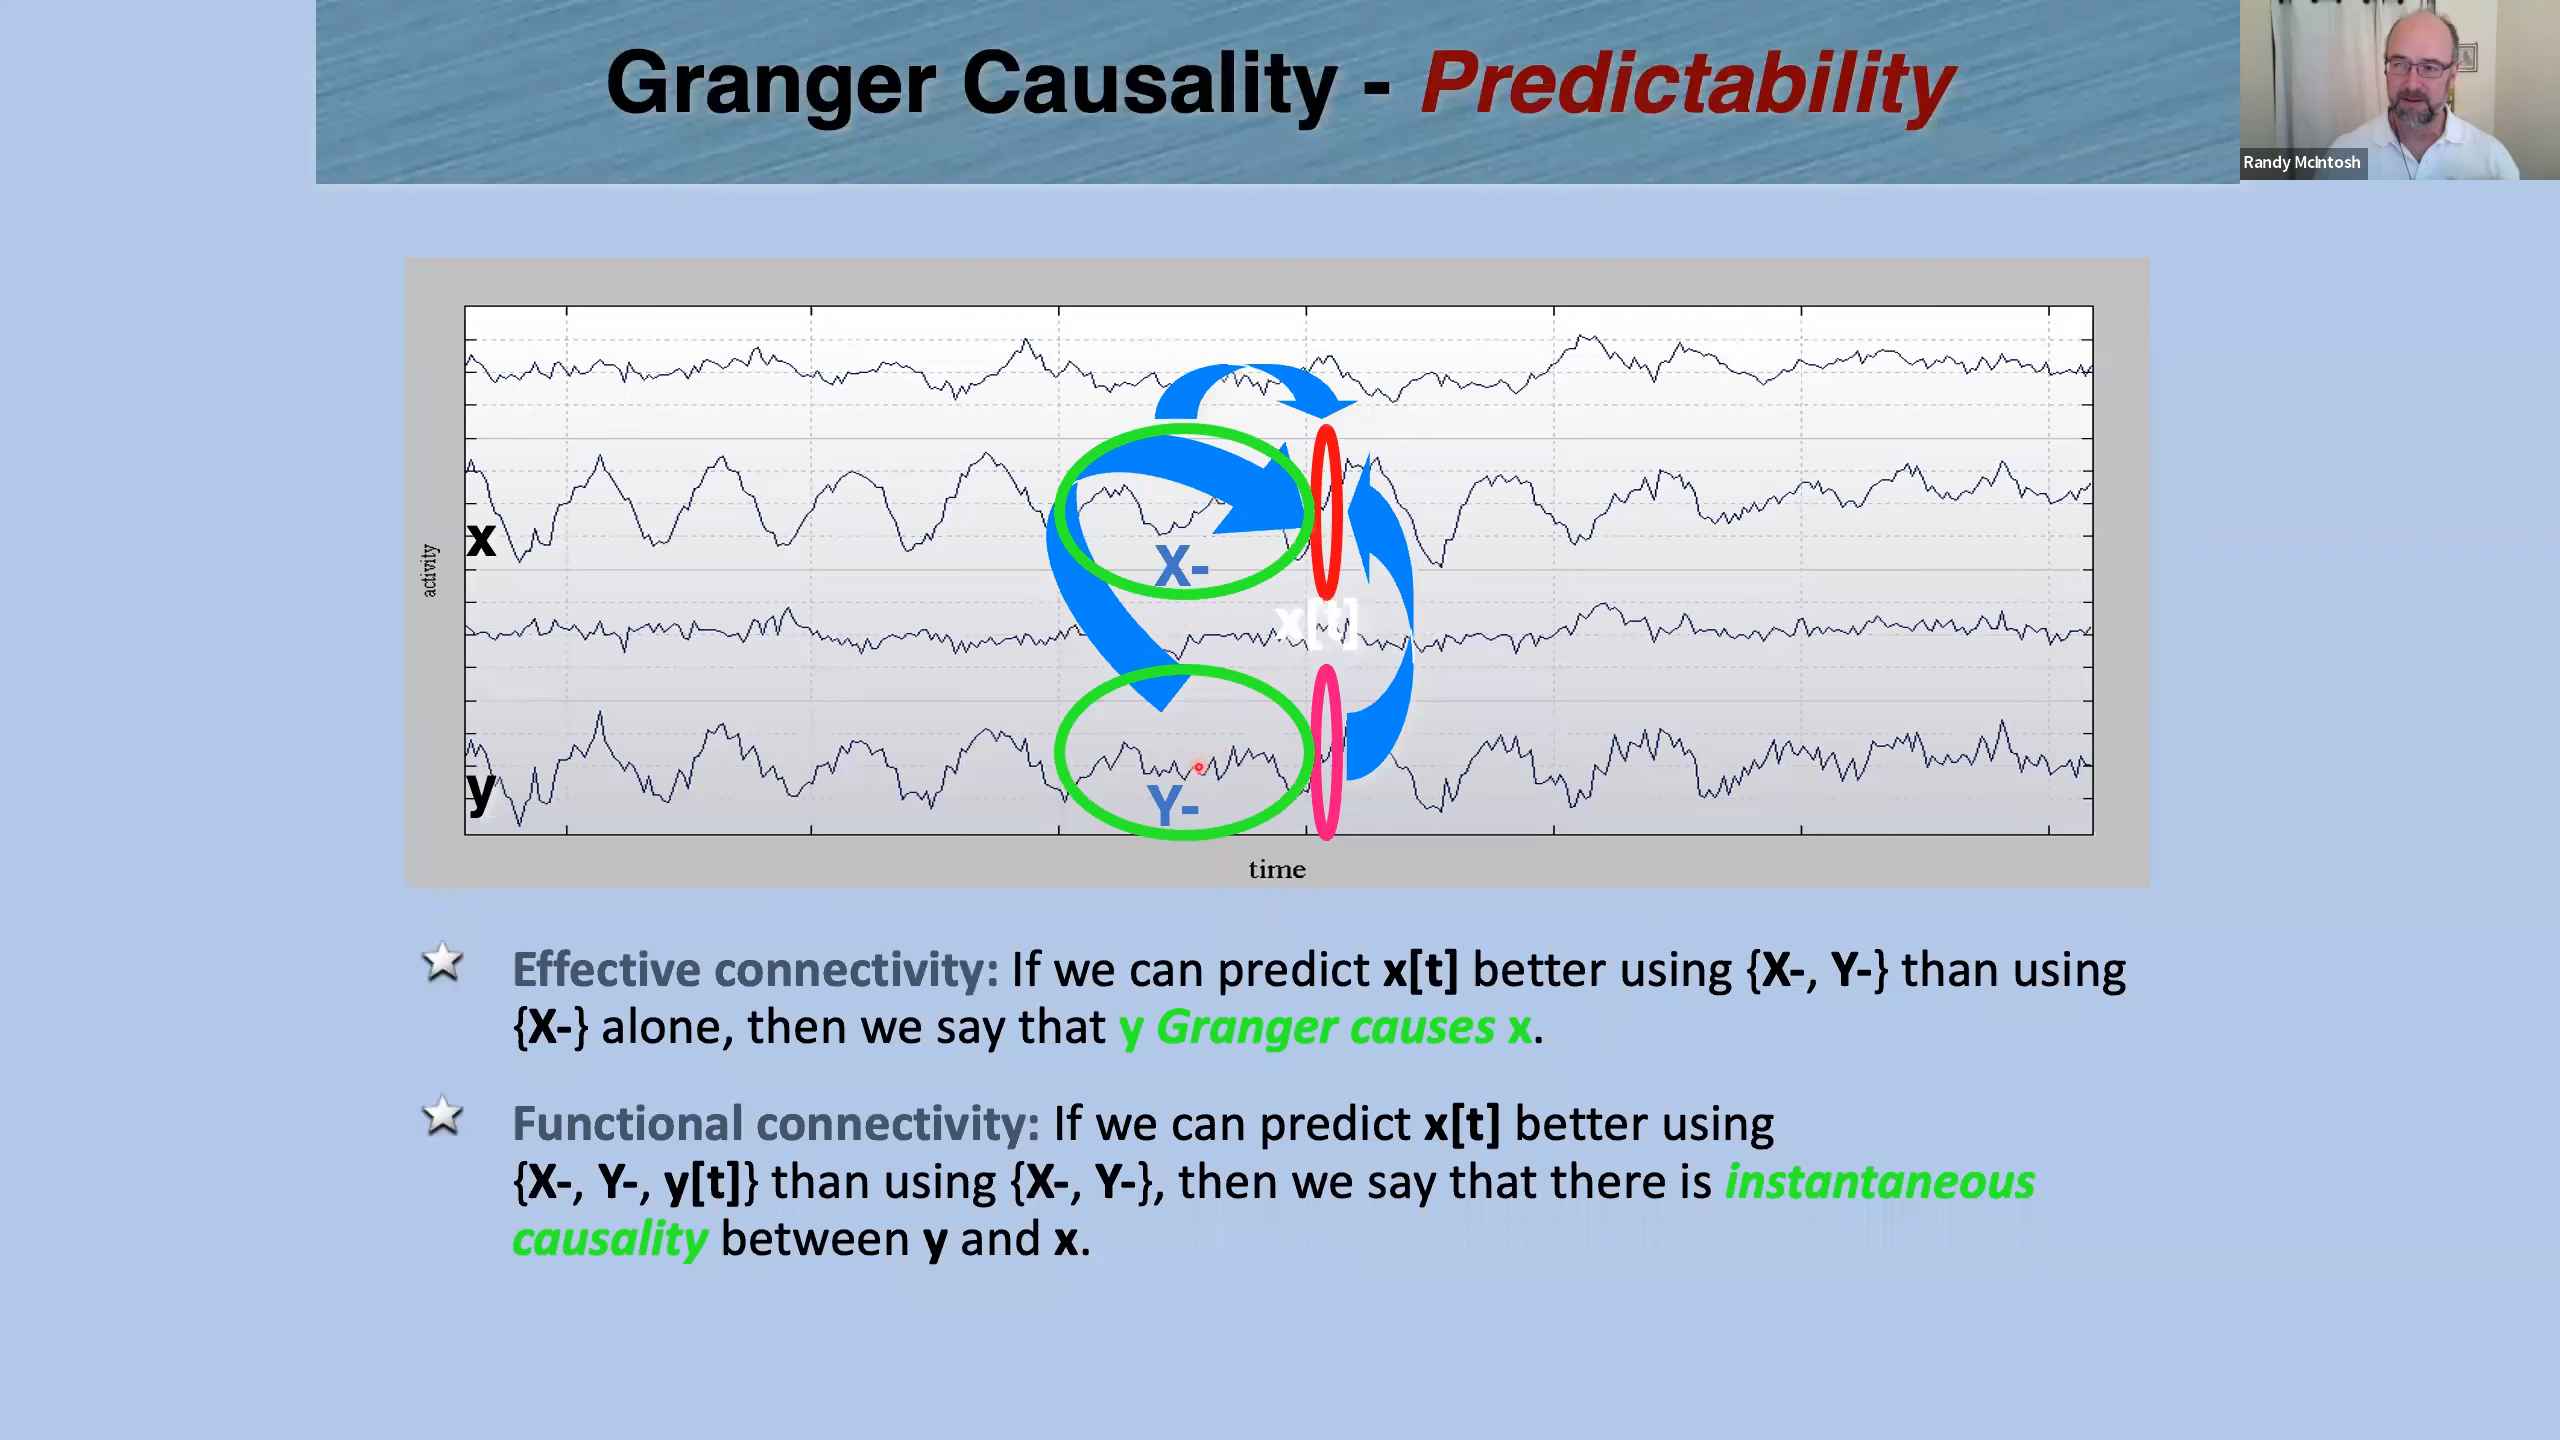 Granger Causality - Predictability
Randy McIntosh
activity
x
X-
x[t]
y
Y-
time
Effective connectivity: If we can predict x[t] better using {X-, Y-} than using
{X-} alone, then we say that y Granger causes x.
Functional connectivity: If we can predict x[t] better using
{X-, Y-, y[t]} than using {X-, Y-}, then we say that there is instantaneous
causality between y and x.